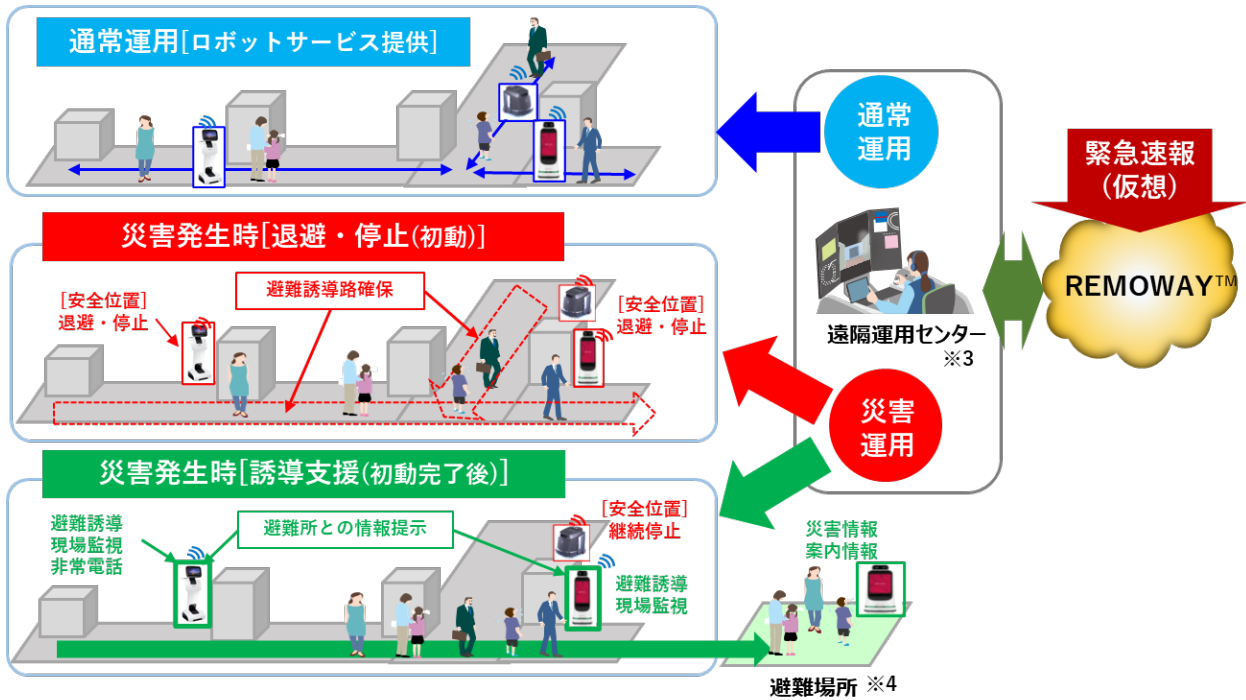 通常運用[ロボットサービス提供]
通常
運用
緊急速報
(仮想)
REMOWAY™
遠隔運用センター
※3
災害発生時[退避・停止(初動)]
避難誘導路確保
[安全位置]
退避・停止
[安全位置]
退避・停止
災害
運用
災害発生時[誘導支援(初動完了後)]
避難誘導
現場監視
非常電話
避難所との情報提示
[安全位置]
継続停止
避難誘導
現場監視
災害情報
案内情報
避難場所 ※4